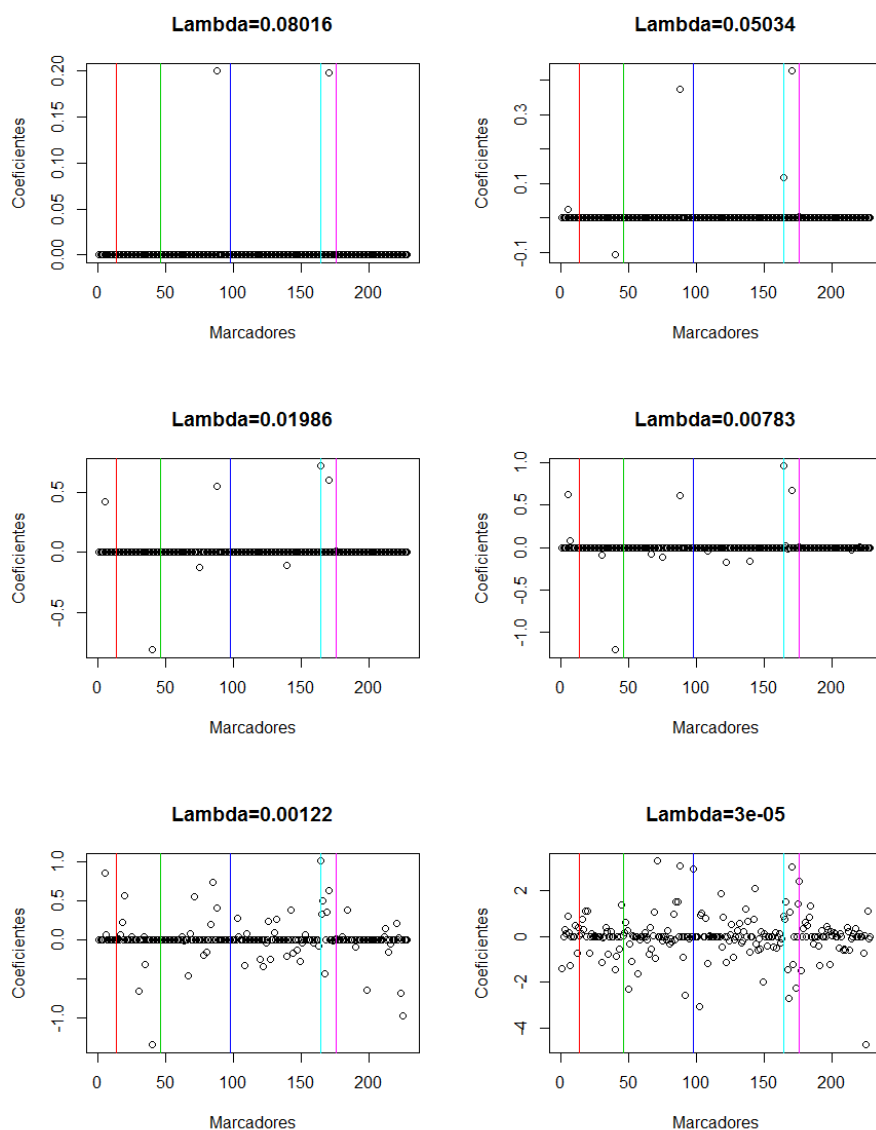 Lambda=0.08016
Coeficientes
0.00 0.05 0.10 0.15 0.20
0 50 100 150 200
Marcadores
Lambda=0.05034
Coeficientes
-0.1 0.1 0.3
0 50 100 150 200
Marcadores
Lambda=0.01986
Coeficientes
-0.5 0.0 0.5
0 50 100 150 200
Marcadores
Lambda=0.00783
Coeficientes
-1.0 -0.5 0.0 0.5 1.0
0 50 100 150 200
Marcadores
Lambda=0.00122
Coeficientes
-1.0 0.0 0.5 1.0
0 50 100 150 200
Marcadores
Lambda=3e-05
Coeficientes
-4 -2 0 2
0 50 100 150 200
Marcadores